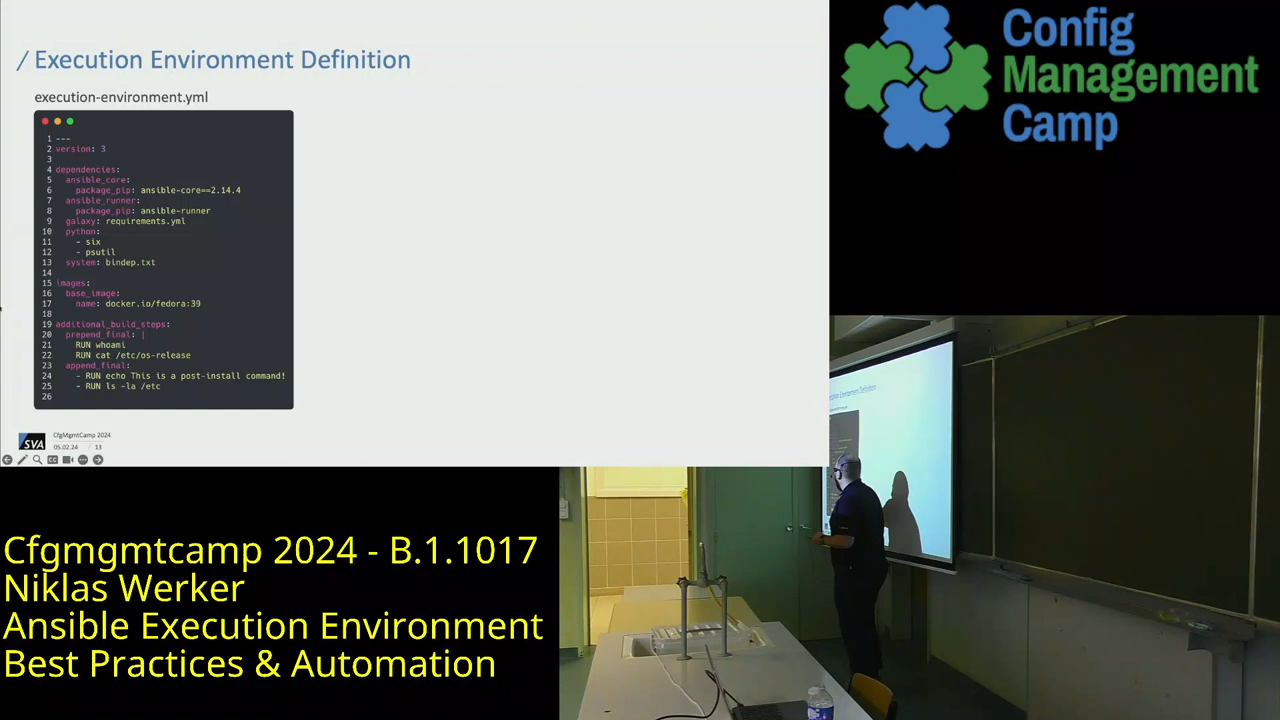 / Execution Environment Definition
execution-environment.yml
1 ---
2 version: 3
3
4 dependencies:
5   ansible_core:
6     package_pip: ansible-core==2.14.4
7   ansible_runner:
8     package_pip: ansible-runner
9   galaxy: requirements.yml
10   python:
11     - six
12     - psutil
13   system: bindep.txt
14
15 images:
16   base_image:
17     name: docker.io/fedora:39
18
19 additional_build_steps:
20   prepend_final: |
21     RUN whoami
22     RUN cat /etc/os-release
23   append_final:
24     - RUN echo This is a post-install command!
25     - RUN ls -la /etc
26
SVA
CfgMgmtCamp 2024
05.02.24 / 13
Config
Management
Camp
Cfgmgmtcamp 2024 - B.1.1017
Niklas Werker
Ansible Execution Environment
Best Practices & Automation